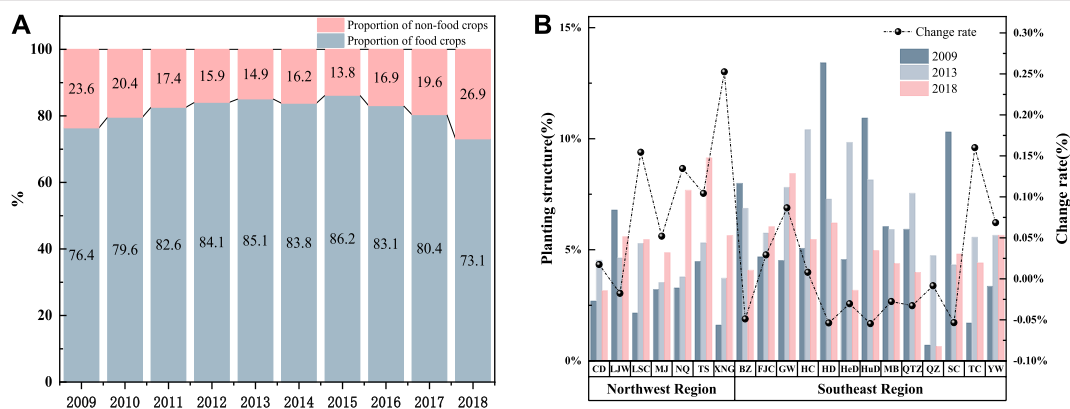 A
Proportion of non-food crops
Proportion of food crops
%
100
80
60
40
20
0
23.6 20.4 17.4 15.9 14.9 16.2 13.8 16.9 19.6 26.9
76.4 79.6 82.6 84.1 85.1 83.8 86.2 83.1 80.4 73.1
2009 2010 2011 2012 2013 2014 2015 2016 2017 2018
B
Change rate
2009
2013
2018
Planting structure(%)
15%
10%
5%
0%
Change rate(%)
0.30%
0.25%
0.20%
0.15%
0.10%
0.05%
0.00%
-0.05%
-0.10%
CD LJW LSC MJ NQ TS XNG BZ FJC GW HC HD HeD HuD MB QTZ QZ SC TC YW
Northwest Region Southeast Region